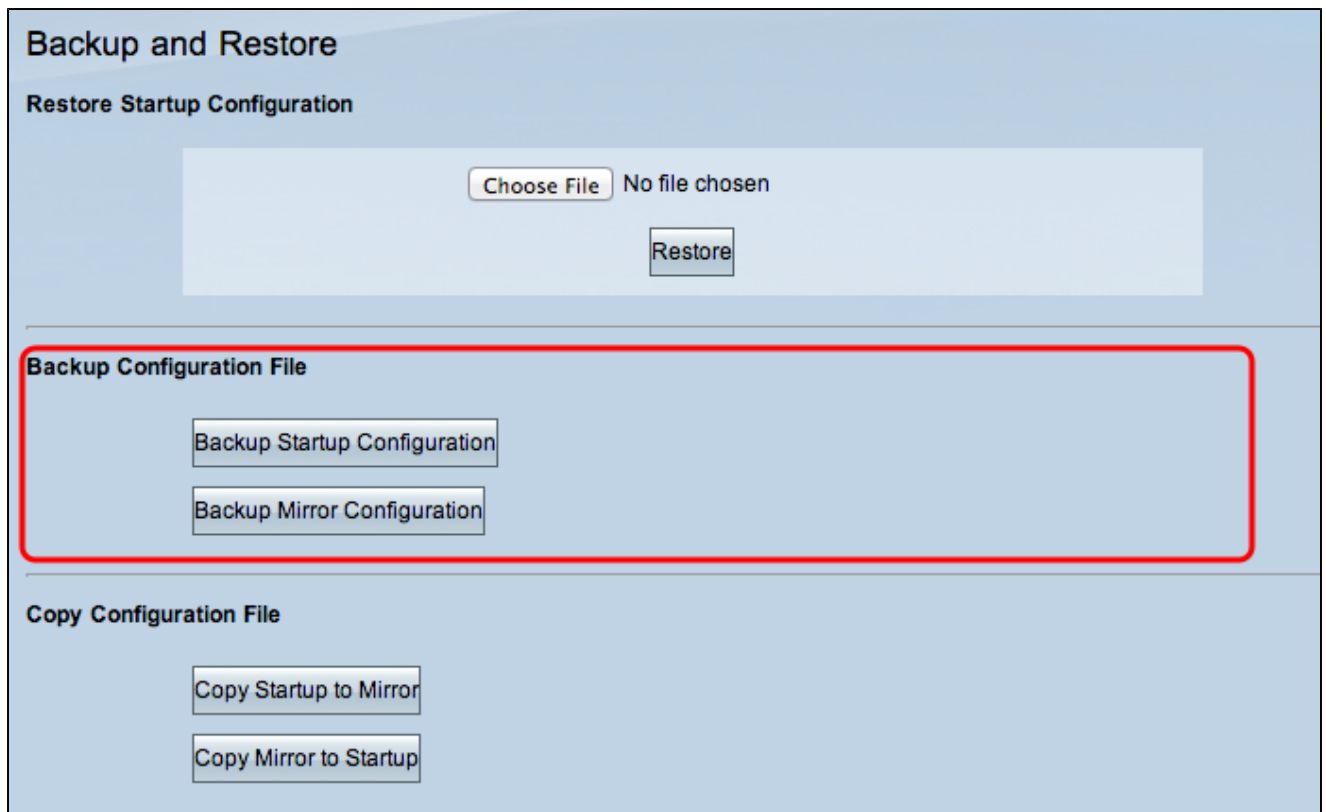 Backup and Restore
Restore Startup Configuration
Choose File No file chosen
Restore
Backup Configuration File
Backup Startup Configuration
Backup Mirror Configuration
Copy Configuration File
Copy Startup to Mirror
Copy Mirror to Startup